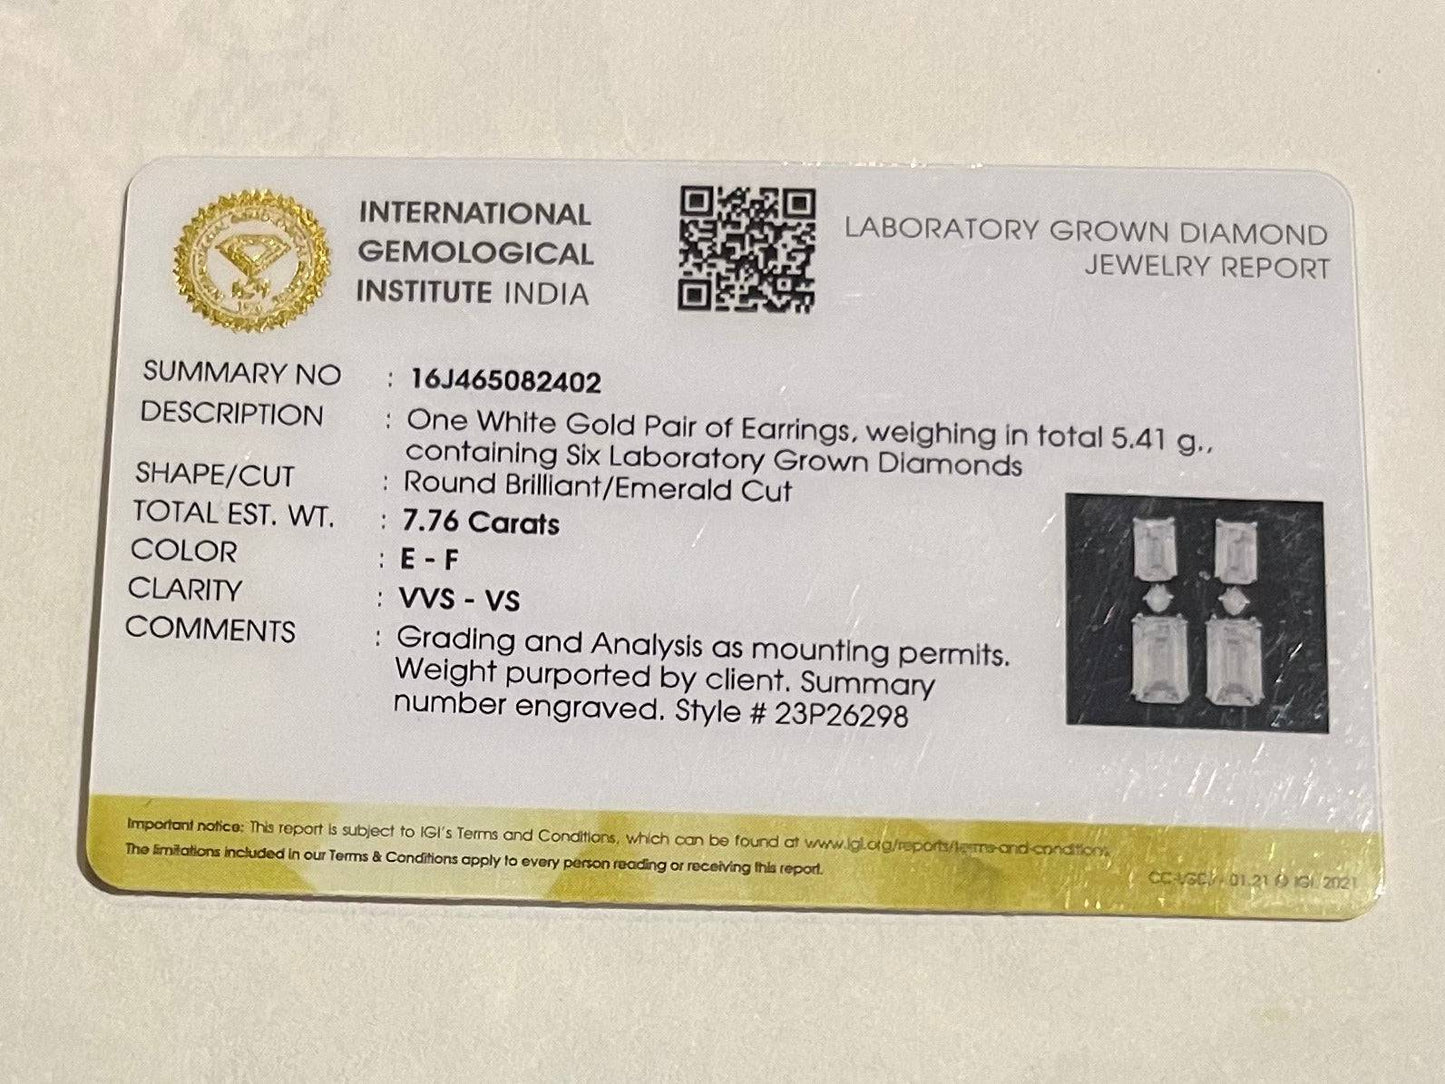 INTERNATIONAL
GEMOLOGICAL
INSTITUTE INDIA
LABORATORY GROWN DIAMOND
JEWELRY REPORT
SUMMARY NO : 16J465082402
DESCRIPTION : One White Gold Pair of Earrings, weighing in total 5.41 g.,
containing Six Laboratory Grown Diamonds
SHAPE/CUT : Round Brilliant/Emerald Cut
TOTAL EST. WT. : 7.76 Carats
COLOR : E - F
CLARITY : VVS - VS
COMMENTS : Grading and Analysis as mounting permits.
Weight purported by client. Summary
number engraved. Style # 23P26298
Important notice: This report is subject to IGI's Terms and Conditions, which can be found at www.igi.org/reports/terms-and-conditions.
The limitations included in our Terms & Conditions apply to every person reading or receiving this report.
01.21 © IGI, 2021